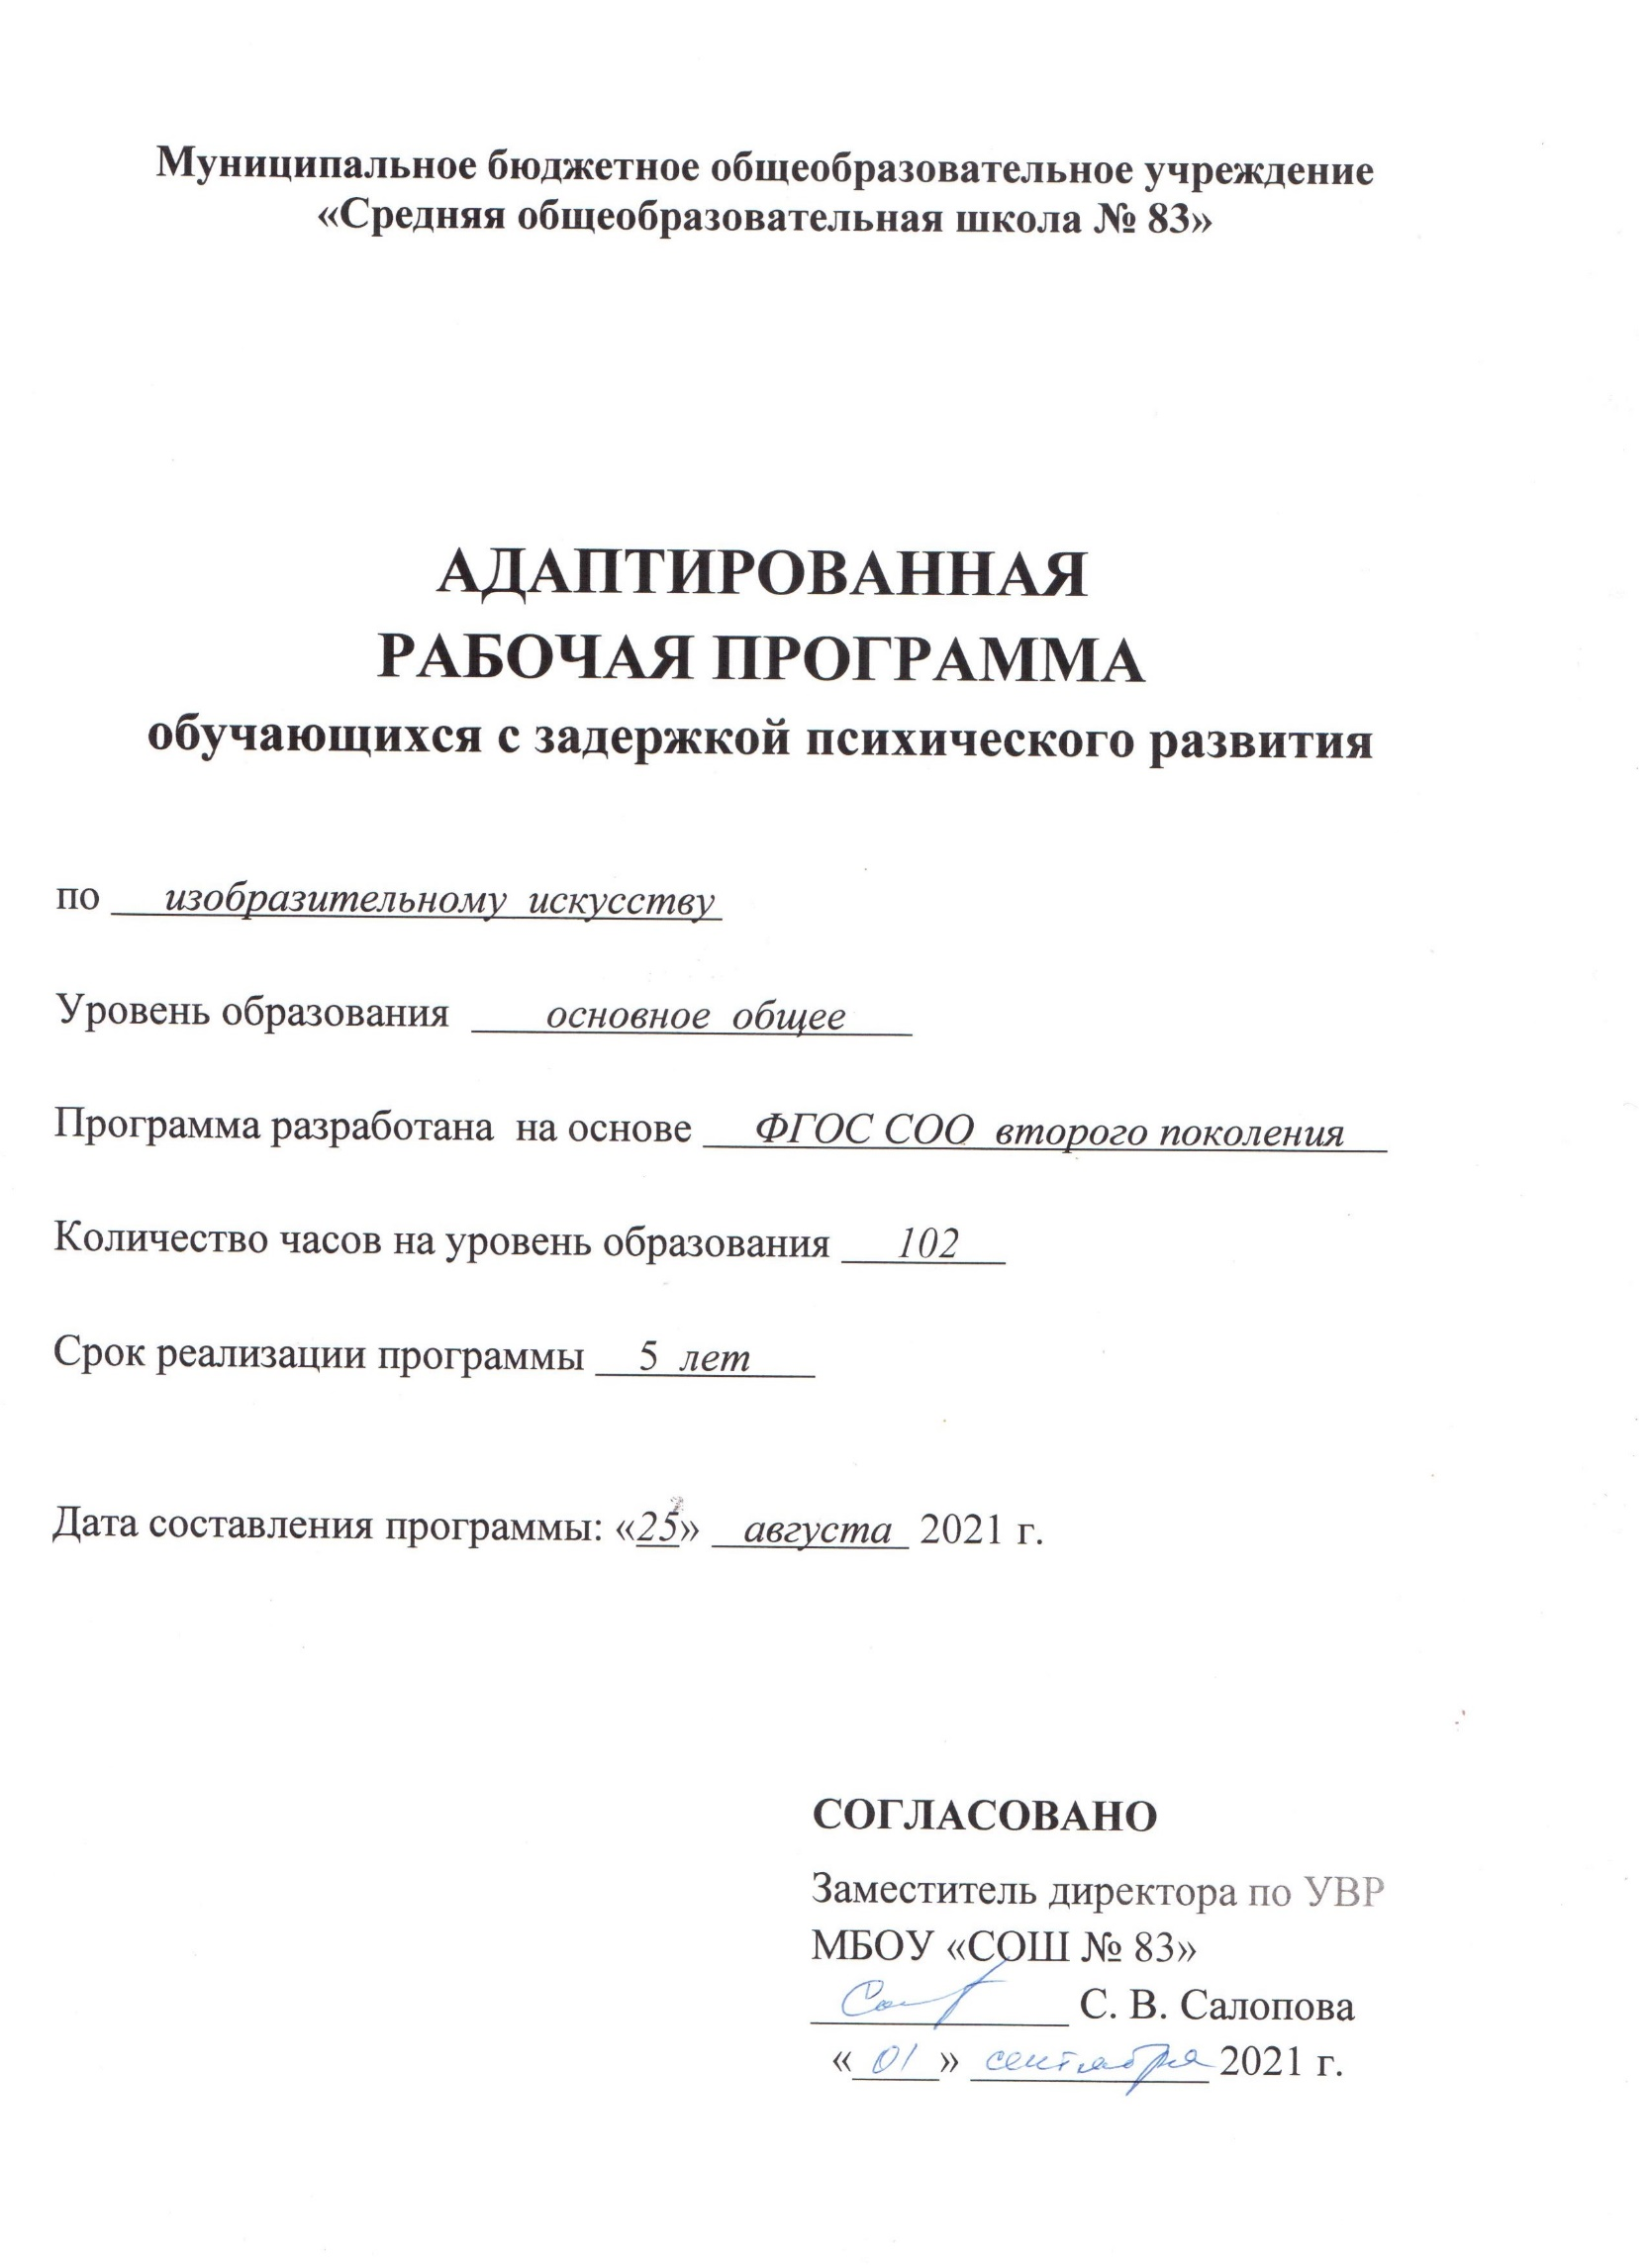 Муниципальное бюджетное общеобразовательное учреждение
«Средняя общеобразовательная школа № 83»
АДАПТИРОВАННАЯ
РАБОЧАЯ ПРОГРАММА
обучающихся с задержкой психического развития
по изобразительному искусству
Уровень образования основное общее
Программа разработана на основе ФГОС СОО второго поколения
Количество часов на уровень образования 102
Срок реализации программы 5 лет
Дата составления программы: «25» августа 2021 г.
СОГЛАСОВАНО
Заместитель директора по УВР
МБОУ «СОШ № 83»
С. В. Салопова
«01» сентября 2021 г.